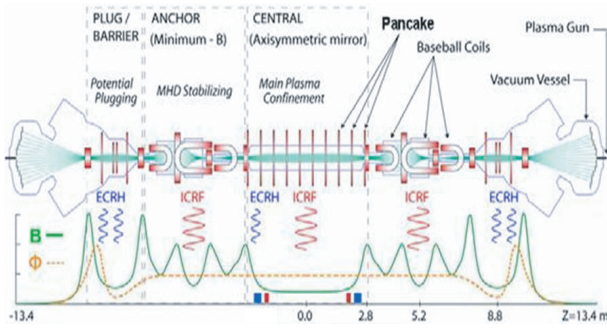 PLUG /
BARRIER
ANCHOR
(Minimum - B)
CENTRAL
(Axisymmetric mirror)
Pancake
Baseball Coils
Plasma Gun
Vacuum Vessel
Potential
Plugging
MHD Stabilizing
Main Plasma
Confinement
ECRH
ICRF
ECRH
ICRF
ICRF
ECRH
B
Φ
-13.4
0.0
2.8
5.2
8.8
Z=13.4 m